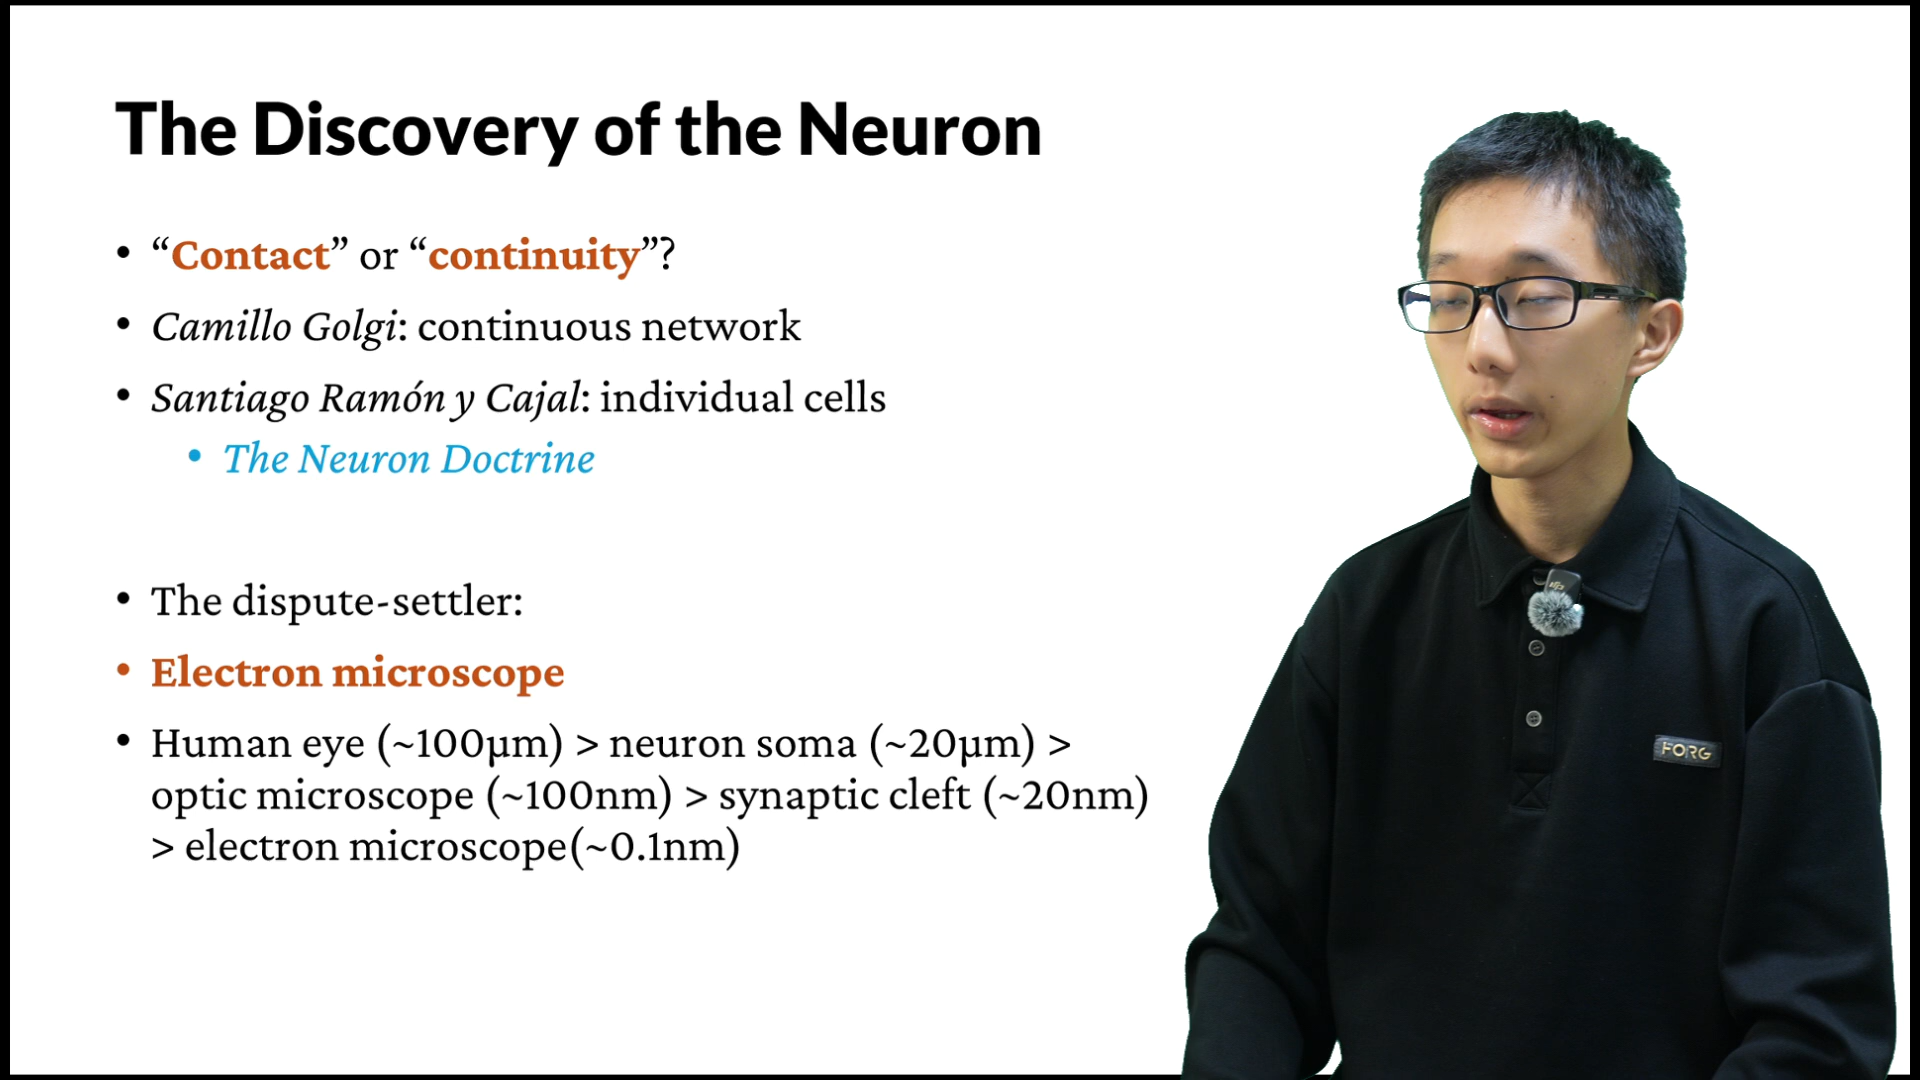 The Discovery of the Neuron
• “Contact” or “continuity”?
• Camillo Golgi: continuous network
• Santiago Ramón y Cajal: individual cells
• The Neuron Doctrine
• The dispute-settler:
• Electron microscope
• Human eye (~100μm) > neuron soma (~20μm) >
optic microscope (~100nm) > synaptic cleft (~20nm)
> electron microscope(~0.1nm)
dji